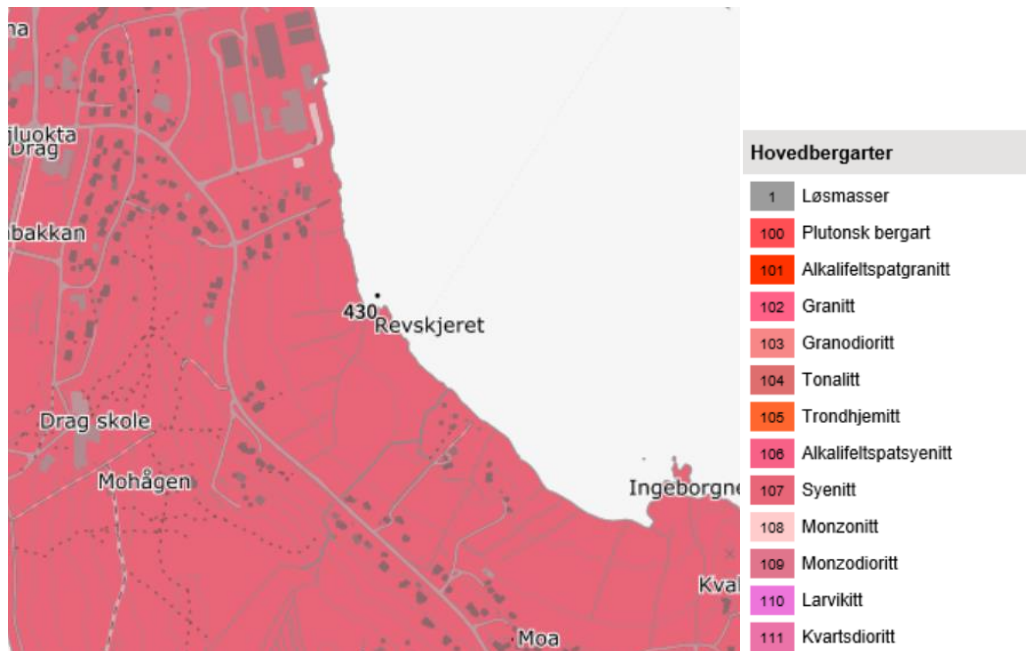 na
jluokta
Drag
bakkan
430
Revskjeret
Drag skole
Mohågen
Ingeborgne
Kval
Moa
Hovedbergarter
1 Løsmasser
100 Plutonsk bergart
101 Alkalifeltspatgranitt
102 Granitt
103 Granodioritt
104 Tonalitt
105 Trondhjemitt
106 Alkalifeltspatsyenitt
107 Syenitt
108 Monzonitt
109 Monzodioritt
110 Larvikitt
111 Kvartsdioritt